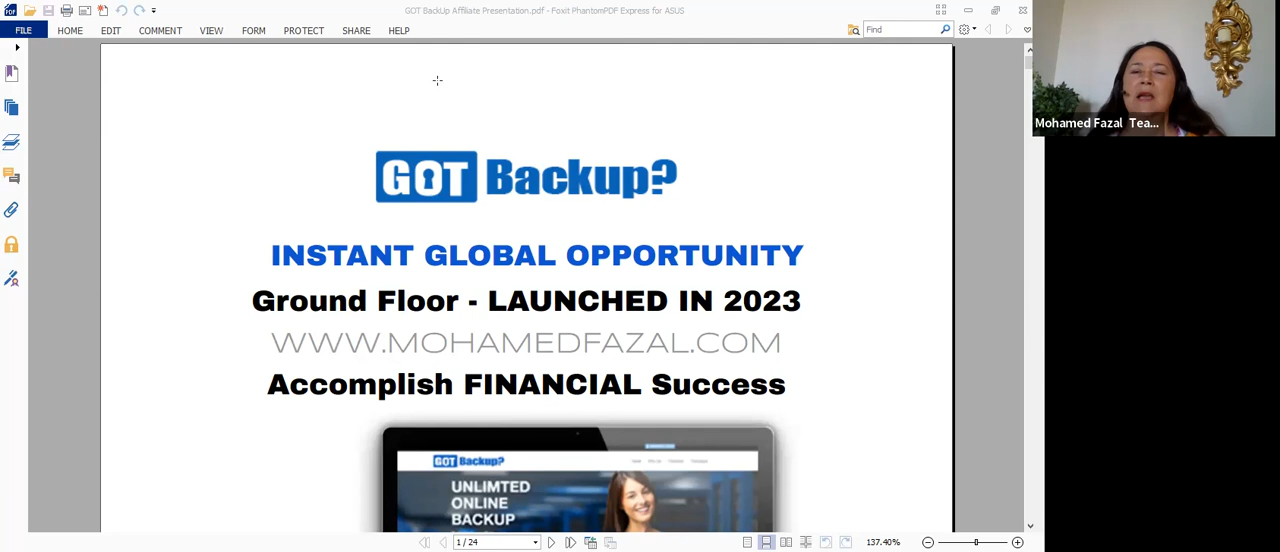 GOT BackUp Affiliate Presentation.pdf - Foxit PhantomPDF Express for ASUS
PDF
FILE HOME EDIT COMMENT VIEW FORM PROTECT SHARE HELP
Find
Mohamed Fazal Tea...
GOT Backup?
INSTANT GLOBAL OPPORTUNITY
Ground Floor - LAUNCHED IN 2023
WWW.MOHAMEDFAZAL.COM
Accomplish FINANCIAL Success
GOT Backup?
UNLIMTED
ONLINE
BACKUP
1 / 24
137.40%